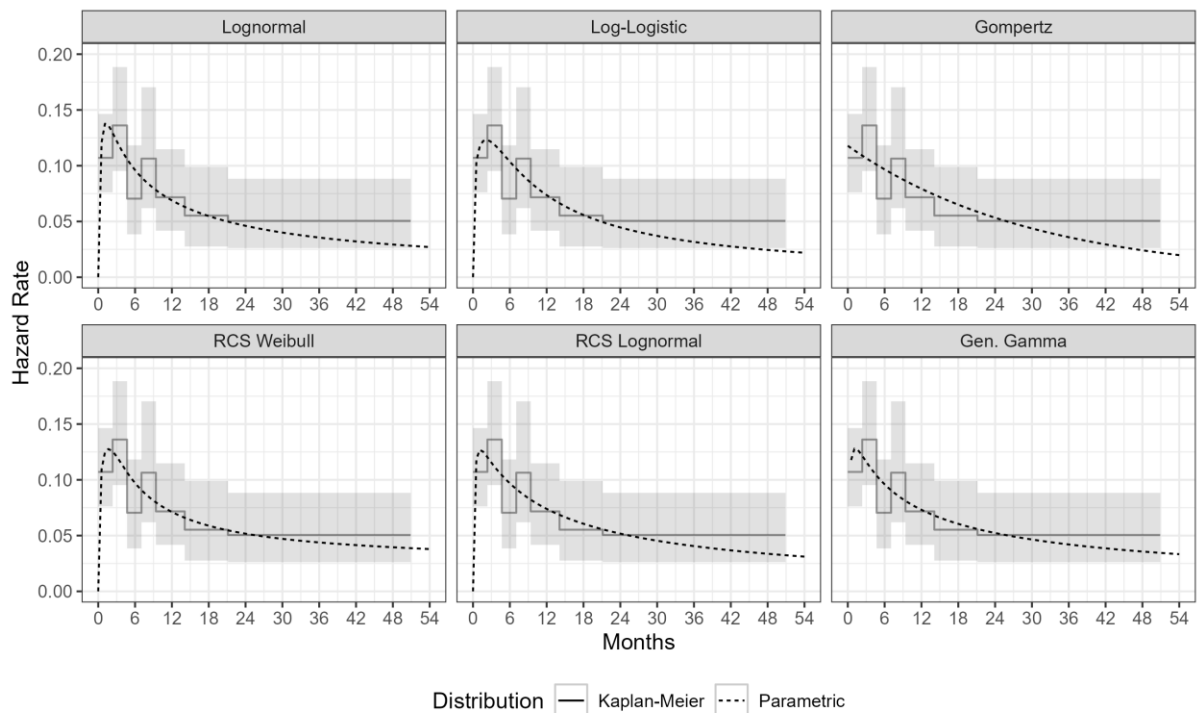 Lognormal Log-Logistic Gompertz
0.20
0.15
0.10
0.05
0.00
0 6 12 18 24 30 36 42 48 54 0 6 12 18 24 30 36 42 48 54 0 6 12 18 24 30 36 42 48 54
Hazard Rate
RCS Weibull RCS Lognormal Gen. Gamma
0.20
0.15
0.10
0.05
0.00
0 6 12 18 24 30 36 42 48 54 0 6 12 18 24 30 36 42 48 54 0 6 12 18 24 30 36 42 48 54
Months
Distribution Kaplan-Meier Parametric